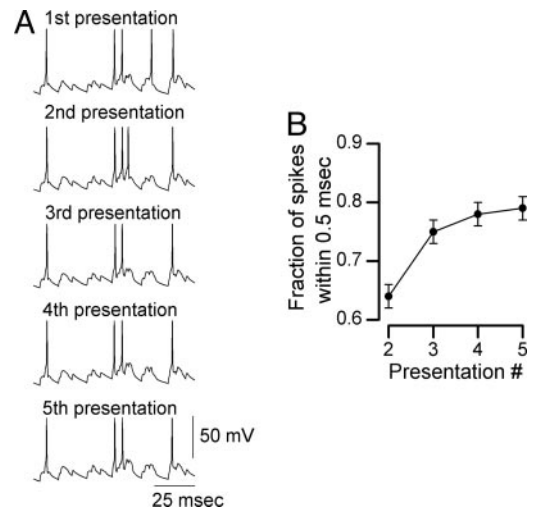 A
1st presentation
2nd presentation
3rd presentation
4th presentation
5th presentation
50 mV
25 msec
B
Fraction of spikes
within 0.5 msec
0.9
0.8
0.7
0.6
2 3 4 5
Presentation #